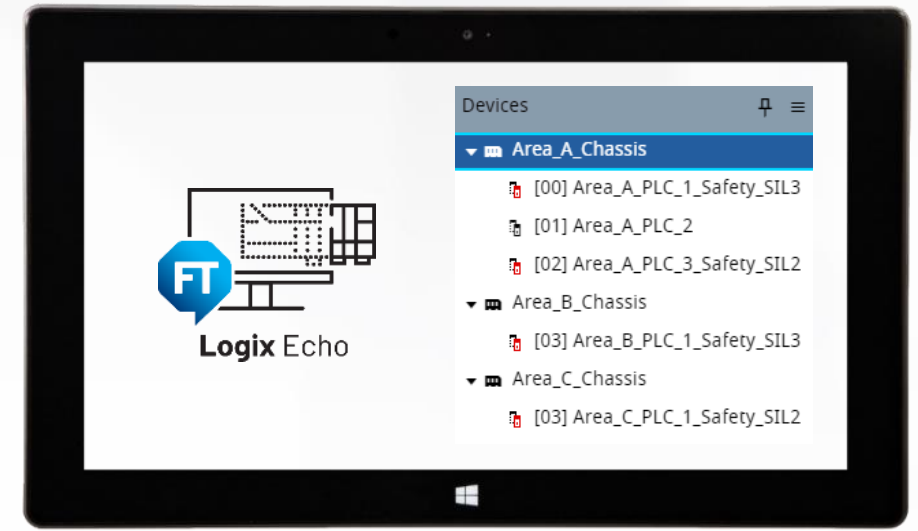 Devices
Area_A_Chassis
[00] Area_A_PLC_1_Safety_SIL3
[01] Area_A_PLC_2
[02] Area_A_PLC_3_Safety_SIL2
Area_B_Chassis
[03] Area_B_PLC_1_Safety_SIL3
Area_C_Chassis
[03] Area_C_PLC_1_Safety_SIL2
FT
Logix Echo